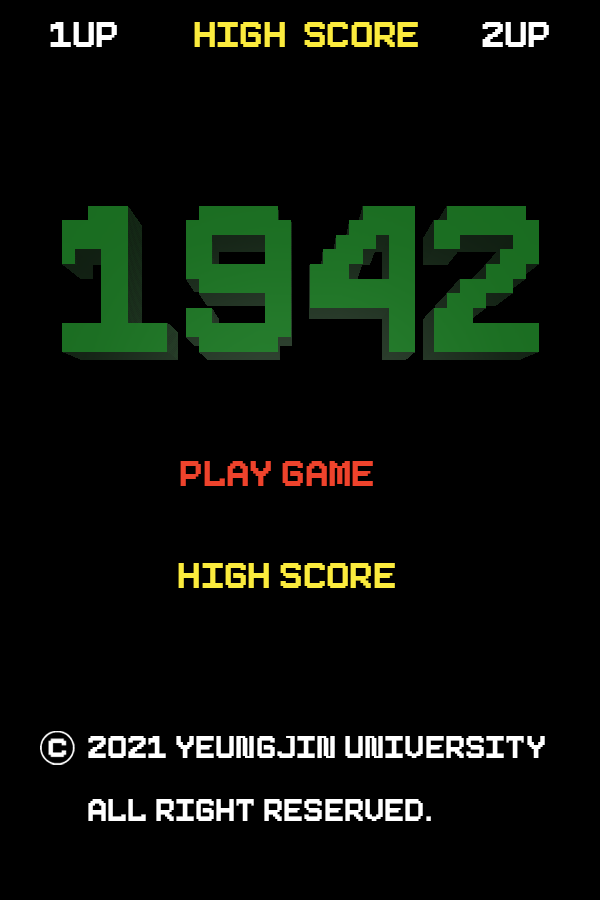 1UP HIGH SCORE 2UP
1942
PLAY GAME
HIGH SCORE
© 2021 YEUNGJIN UNIVERSITY
ALL RIGHT RESERVED.